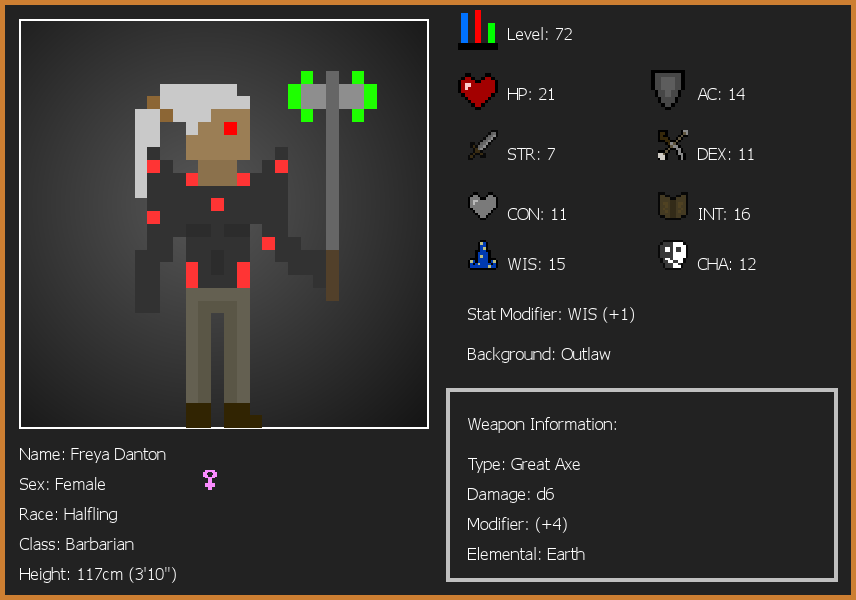 Level: 72
HP: 21
AC: 14
STR: 7
DEX: 11
CON: 11
INT: 16
WIS: 15
CHA: 12
Stat Modifier: WIS (+1)
Background: Outlaw
Weapon Information:
Type: Great Axe
Damage: d6
Modifier: (+4)
Elemental: Earth
Name: Freya Danton
Sex: Female
Race: Halfling
Class: Barbarian
Height: 117cm (3'10")